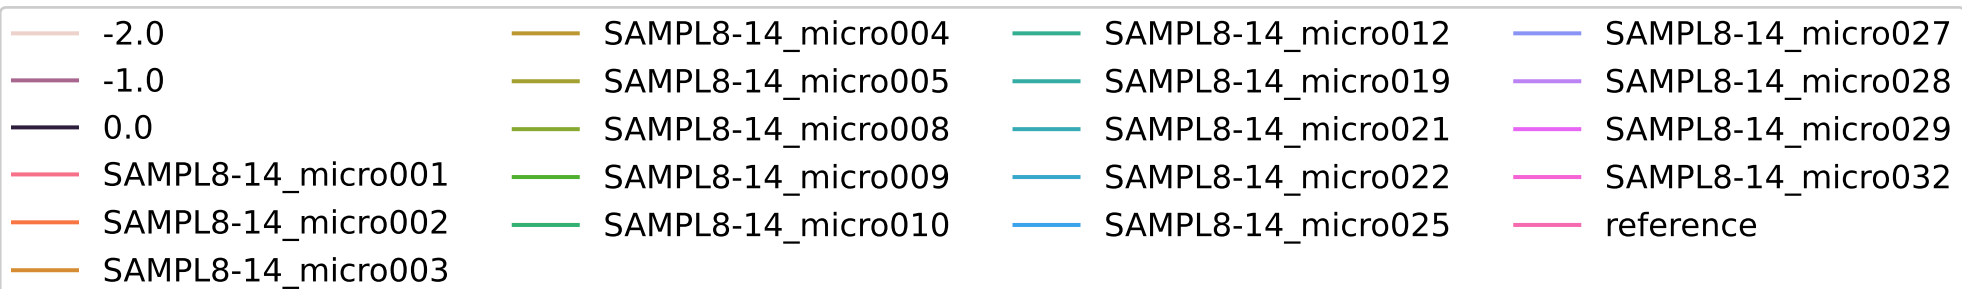 -2.0
-1.0
0.0
SAMPL8-14_micro001
SAMPL8-14_micro002
SAMPL8-14_micro003
SAMPL8-14_micro004
SAMPL8-14_micro005
SAMPL8-14_micro008
SAMPL8-14_micro009
SAMPL8-14_micro010
SAMPL8-14_micro012
SAMPL8-14_micro019
SAMPL8-14_micro021
SAMPL8-14_micro022
SAMPL8-14_micro025
SAMPL8-14_micro027
SAMPL8-14_micro028
SAMPL8-14_micro029
SAMPL8-14_micro032
reference